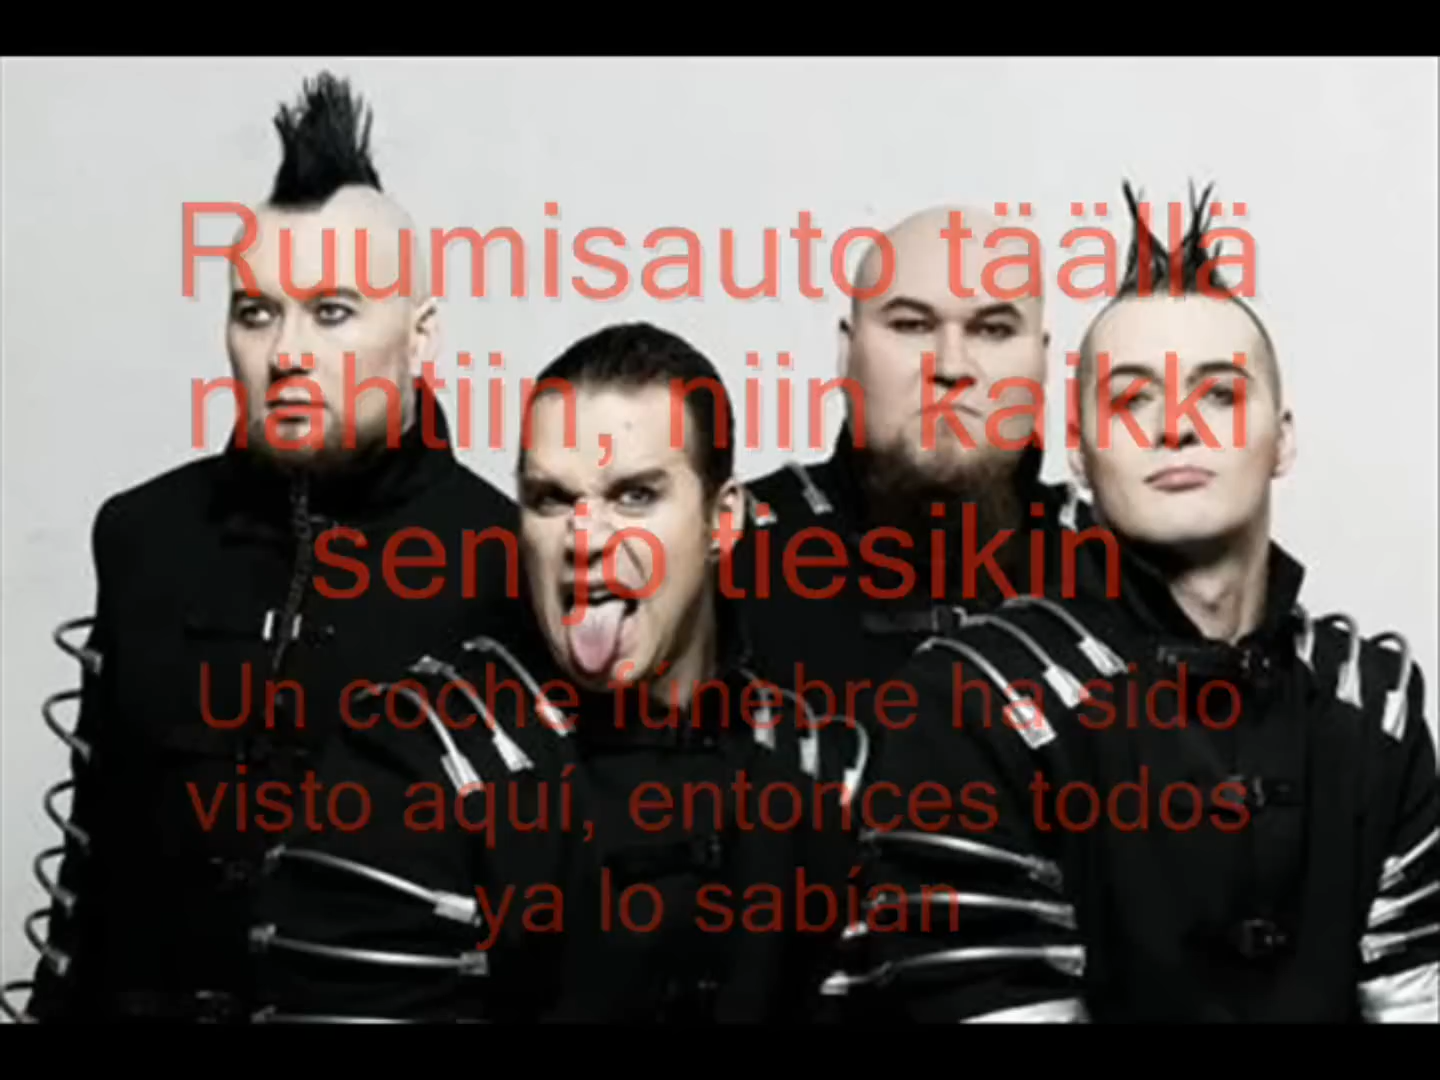 Ruumisauto täällä
nähtiin, niin kaikki
sen jo tiesikin
Un coche fúnebre ha sido
visto aquí, entonces todos
ya lo sabían